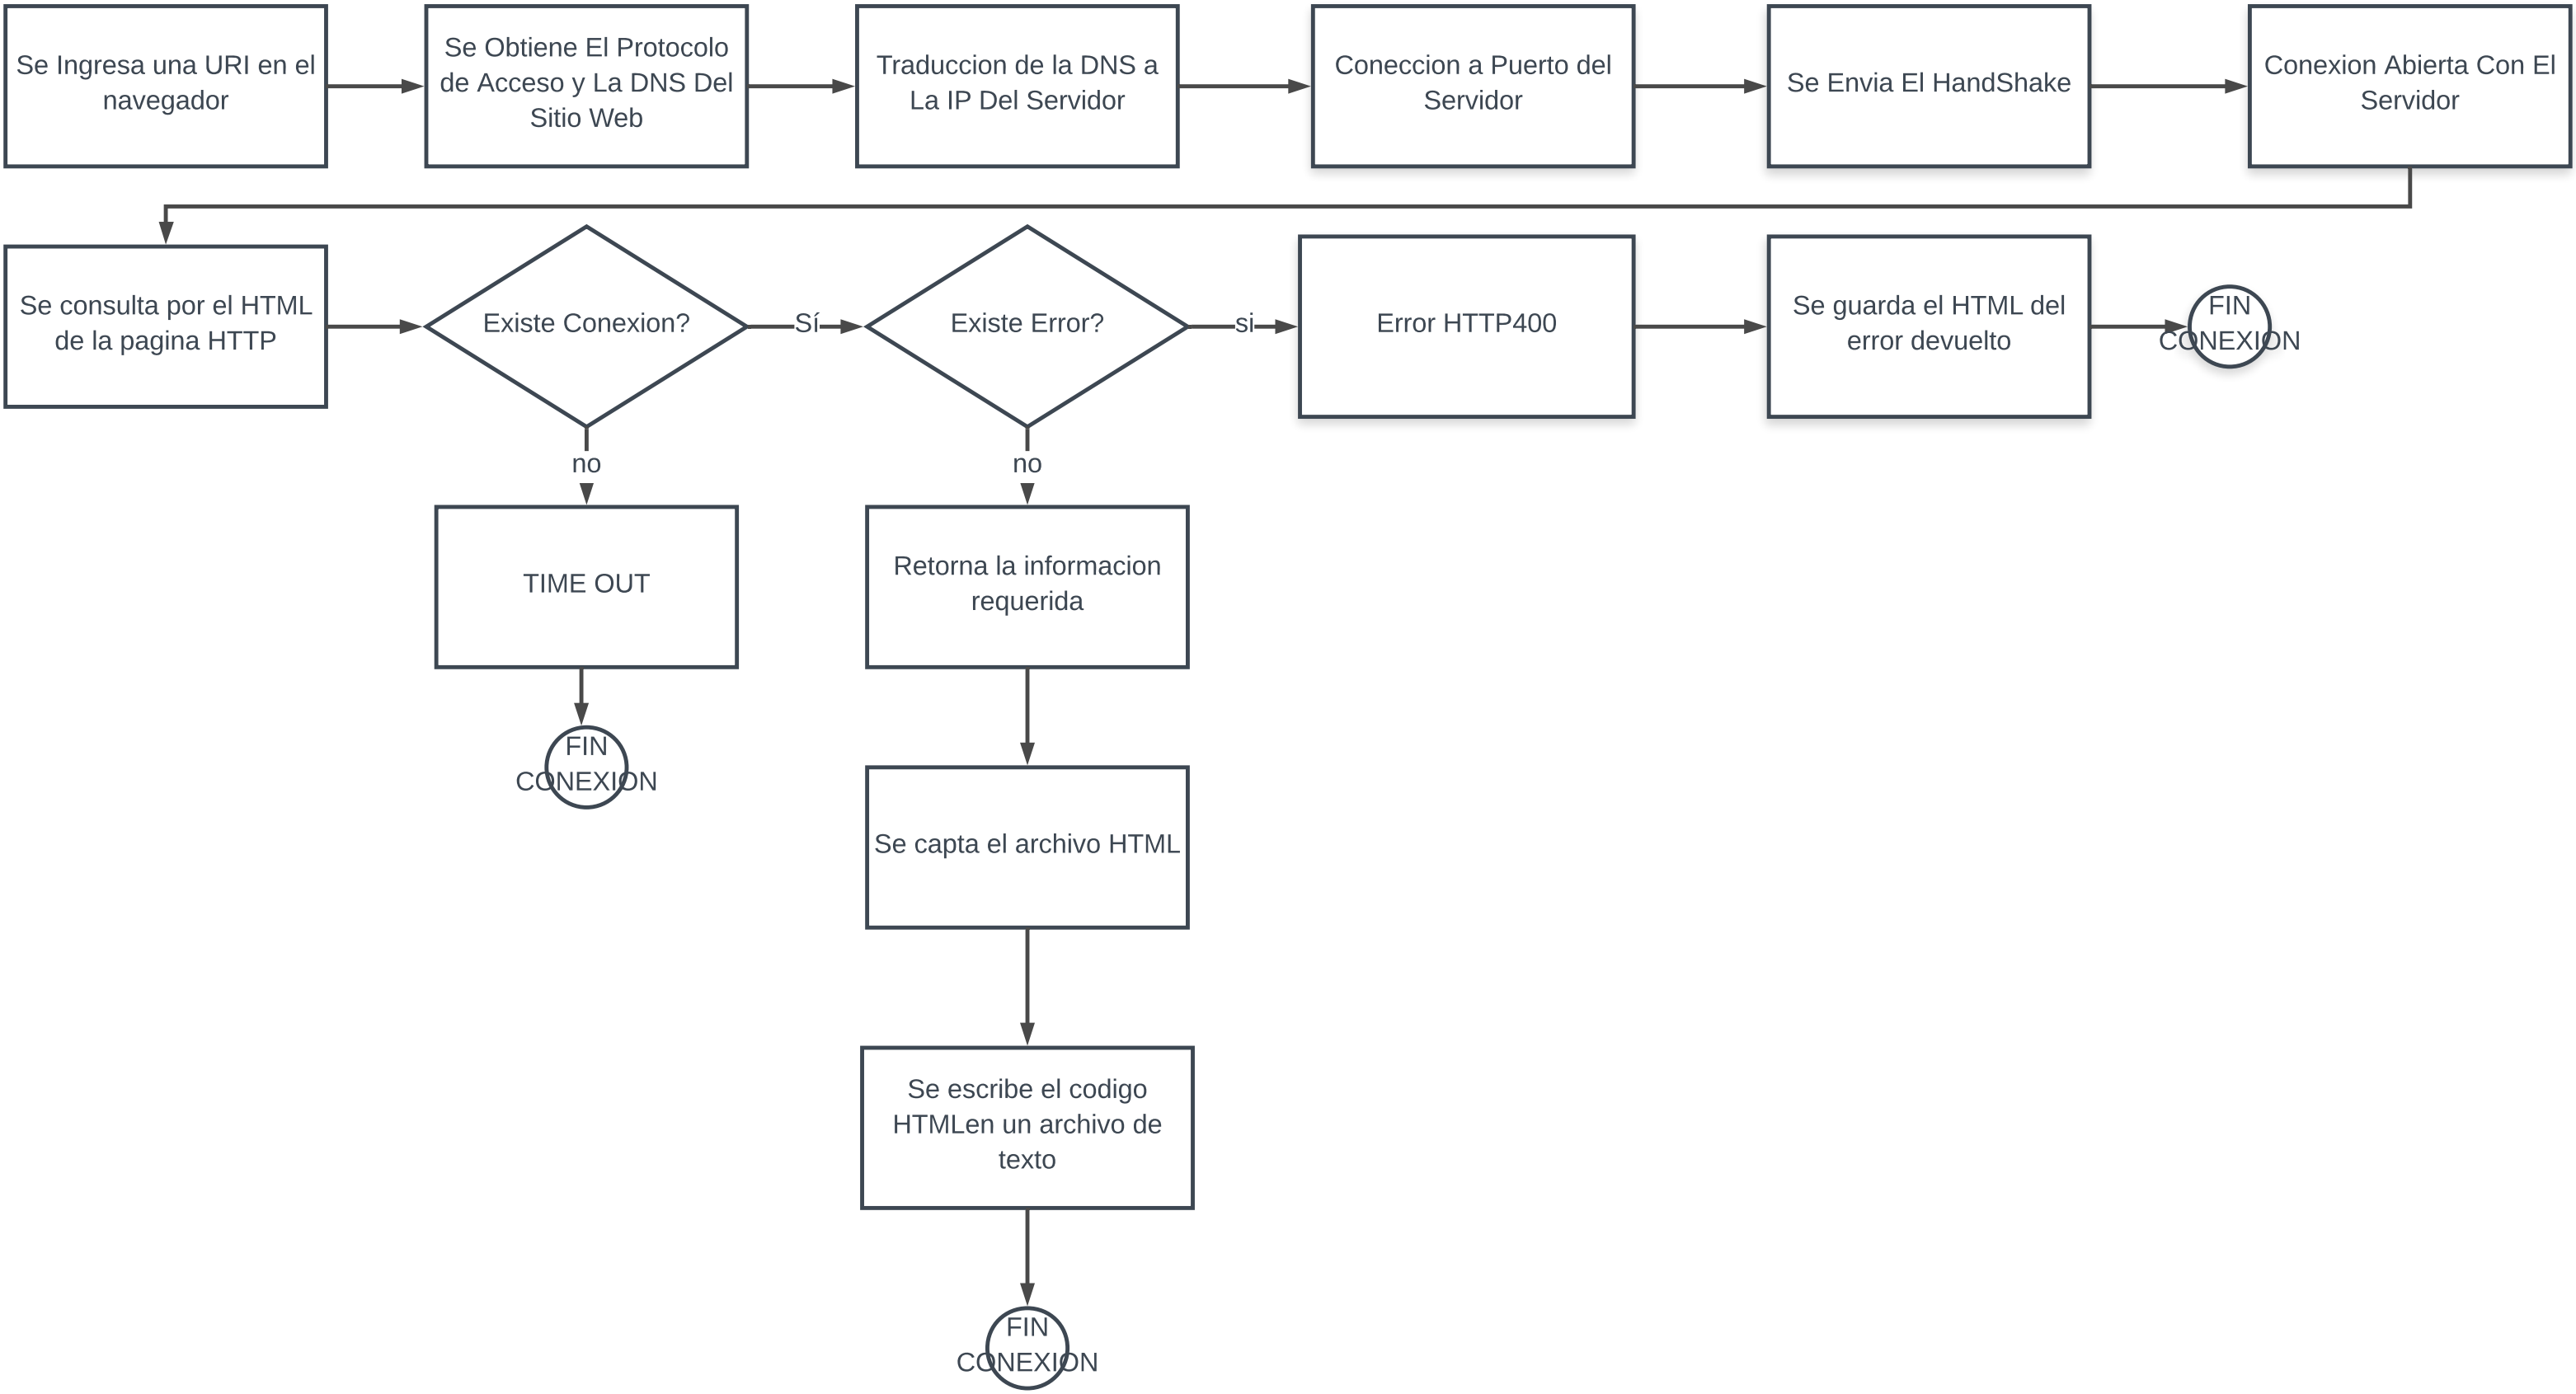 Se Ingresa una URI en el
navegador
Se Obtiene El Protocolo
de Acceso y La DNS Del
Sitio Web
Traduccion de la DNS a
La IP Del Servidor
Coneccion a Puerto del
Servidor
Se Envia El HandShake
Conexion Abierta Con El
Servidor
Se consulta por el HTML
de la pagina HTTP
Existe Conexion?
Sí
Existe Error?
si
Error HTTP400
Se guarda el HTML del
error devuelto
FIN
CONEXION
no
no
TIME OUT
Retorna la informacion
requerida
FIN
CONEXION
Se capta el archivo HTML
Se escribe el codigo
HTMLen un archivo de
texto
FIN
CONEXION